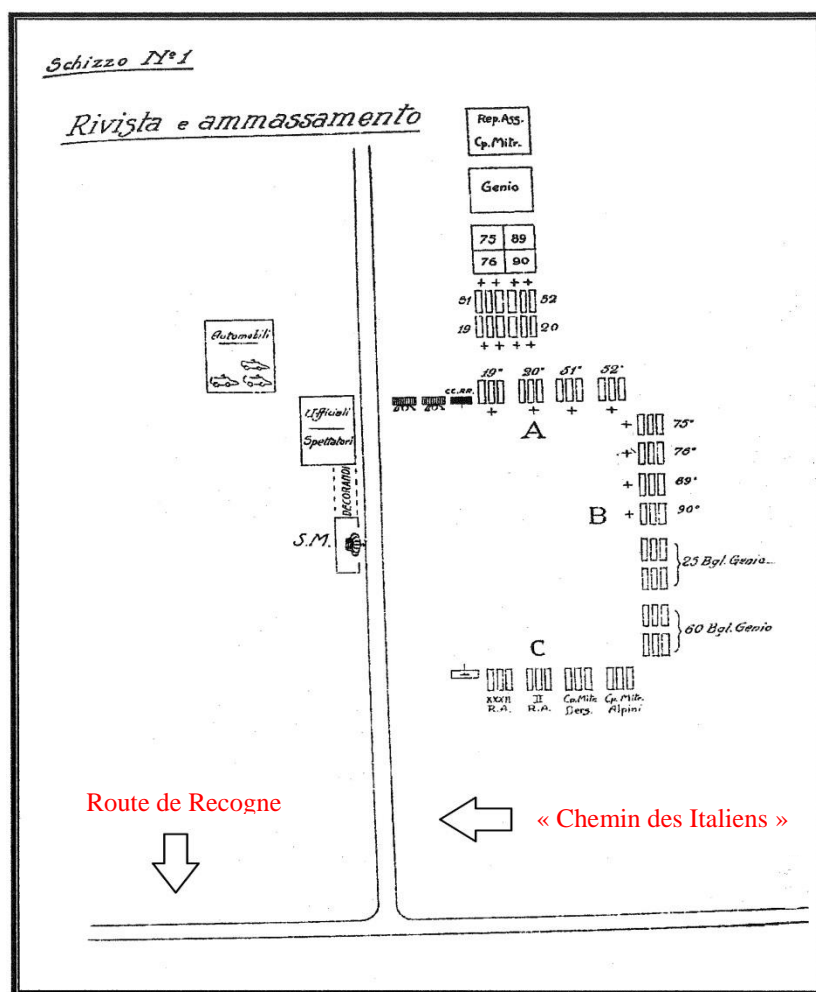 Schizzo Nº1
Rivista e ammassamento
Rep. Ass.
Cp. Mitr.
Genio
75 89
76 90
51 52
19 20
Automobili
CC.RR.
19° 20° 51° 52°
Ufficiali
Spettatori
A
75°
76°
89°
B 90°
DECORANDI
S.M.
25 Bgl. Genio
60 Bgl. Genio
C
XXXII
R.A.
II
R.A.
Cp. Mitr.
Bers.
Cp. Mitr.
Alpini
Route de Recogne
« Chemin des Italiens »